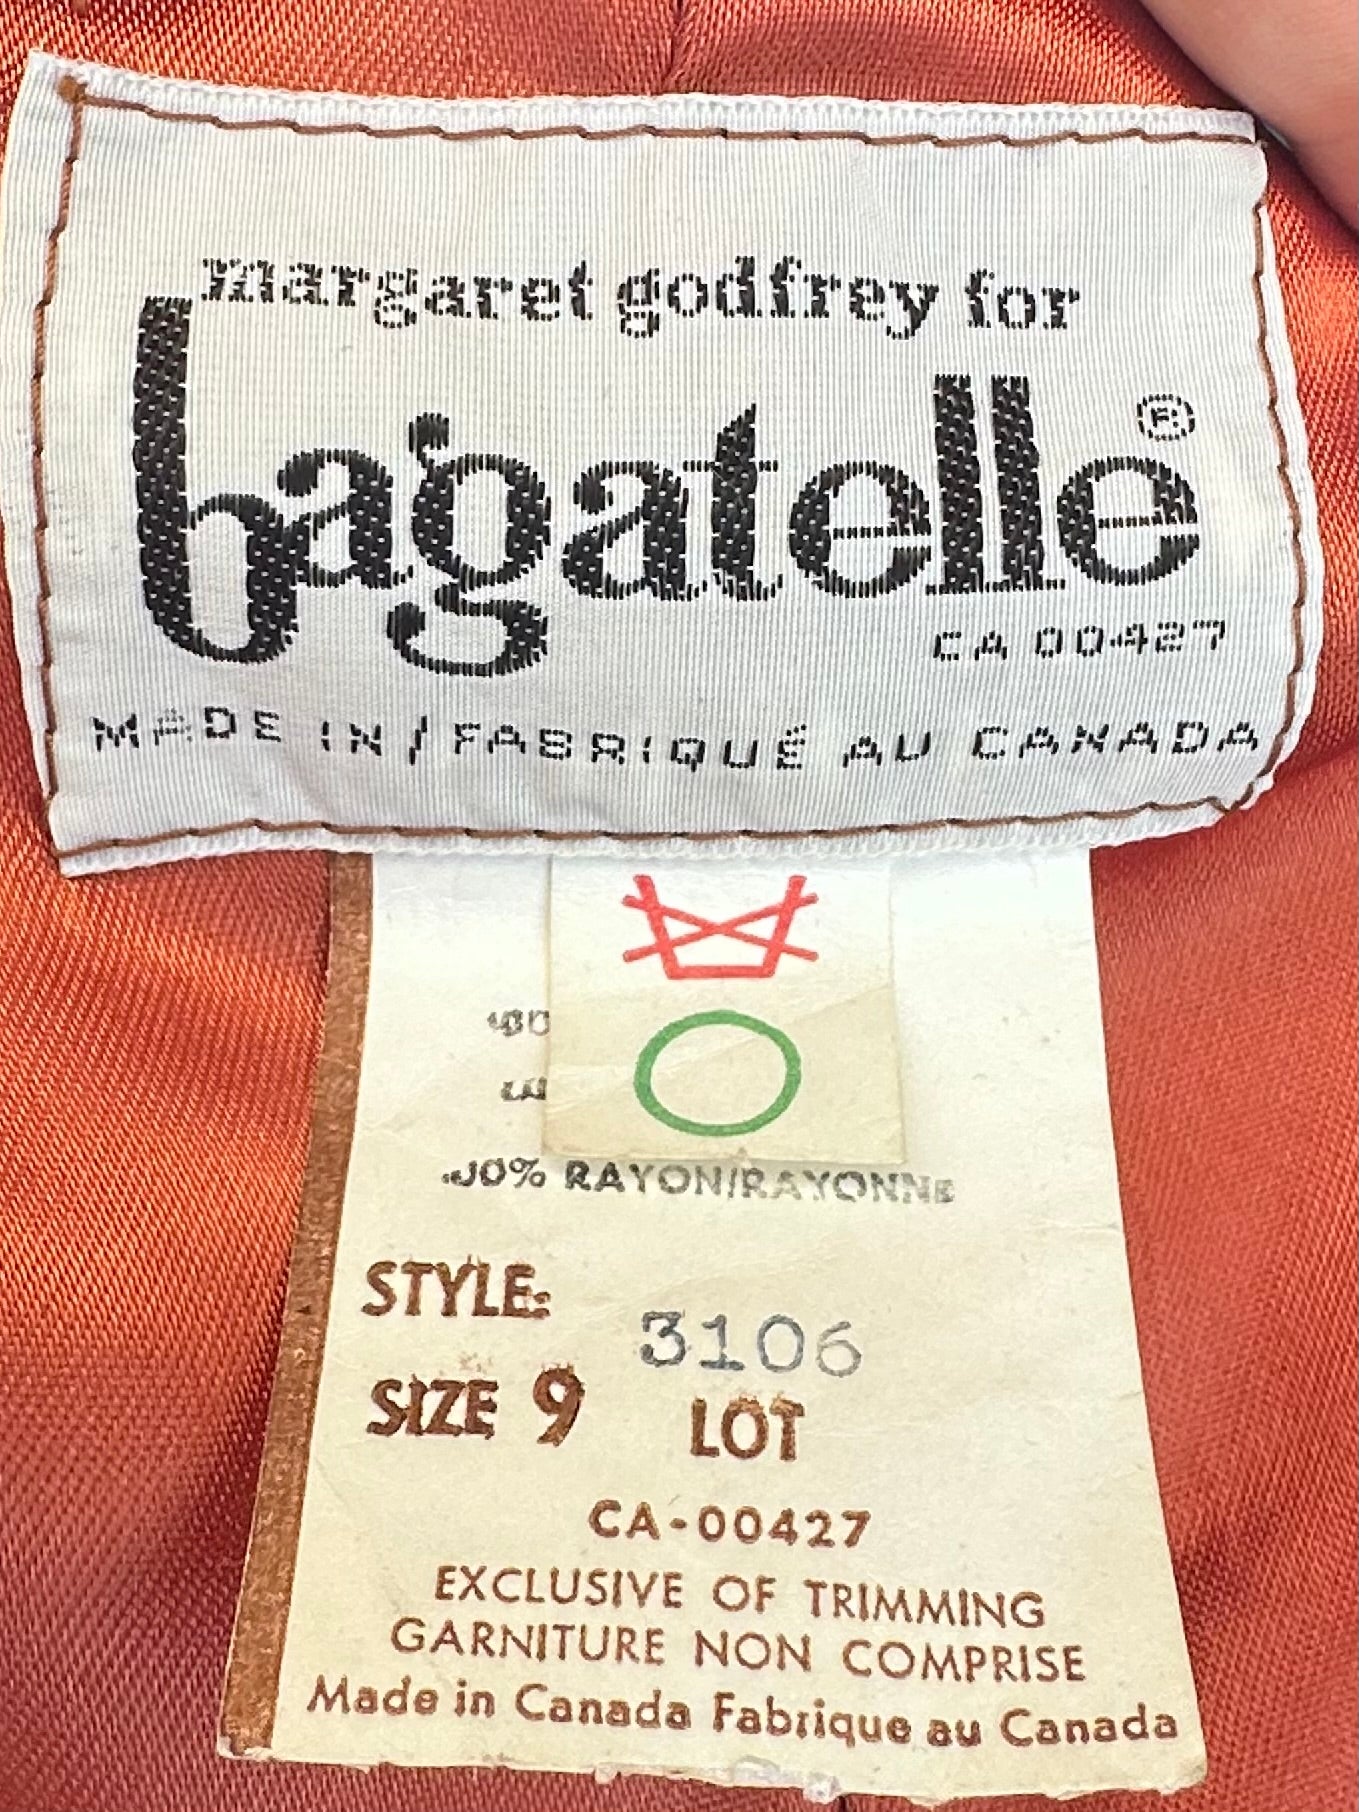 margaret godfrey for
bagatelle ®
CA 00427
MADE IN/FABRIQUÉ AU CANADA
RAYON/RAYONNE
STYLE:
3106
SIZE 9 LOT
CA-00427
EXCLUSIVE OF TRIMMING
GARNITURE NON COMPRISE
Made in Canada Fabrique au Canada